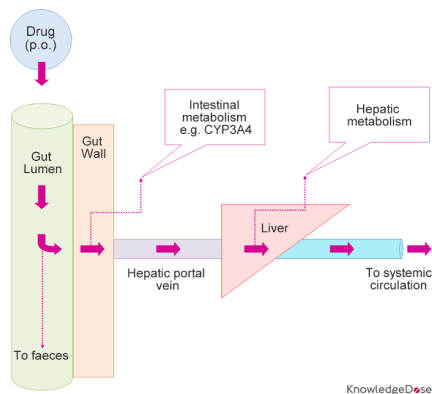 Drug
(p.o.)
Intestinal
metabolism
e.g. CYP3A4
Hepatic
metabolism
Gut
Lumen
Gut
Wall
Liver
Hepatic portal
vein
To systemic
circulation
To faeces
KnowledgeDose